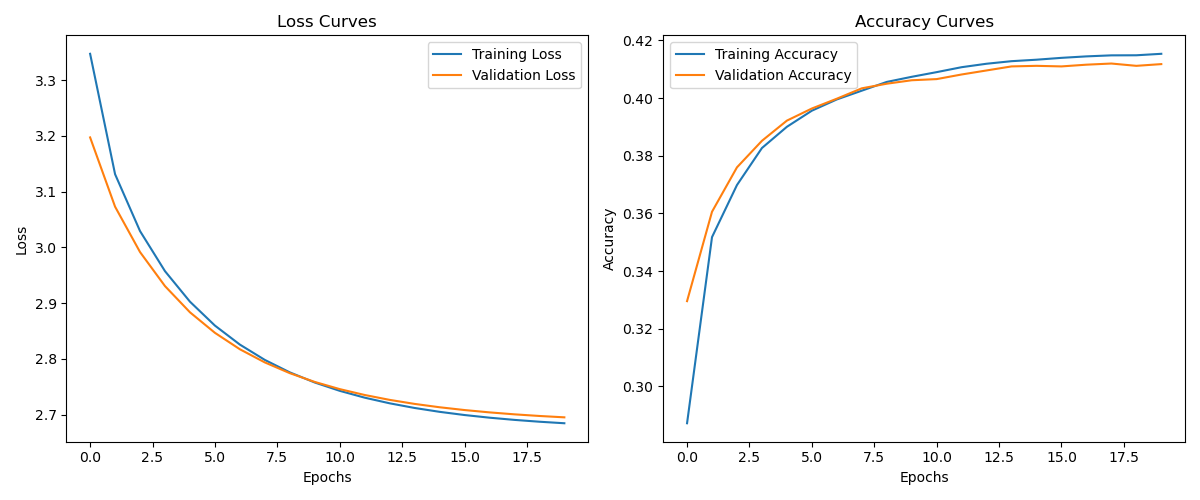 Loss Curves
Training Loss
Validation Loss
3.3
3.2
3.1
3.0
2.9
2.8
2.7
Loss
0.0 2.5 5.0 7.5 10.0 12.5 15.0 17.5
Epochs
Accuracy Curves
Training Accuracy
Validation Accuracy
0.42
0.40
0.38
0.36
0.34
0.32
0.30
Accuracy
0.0 2.5 5.0 7.5 10.0 12.5 15.0 17.5
Epochs